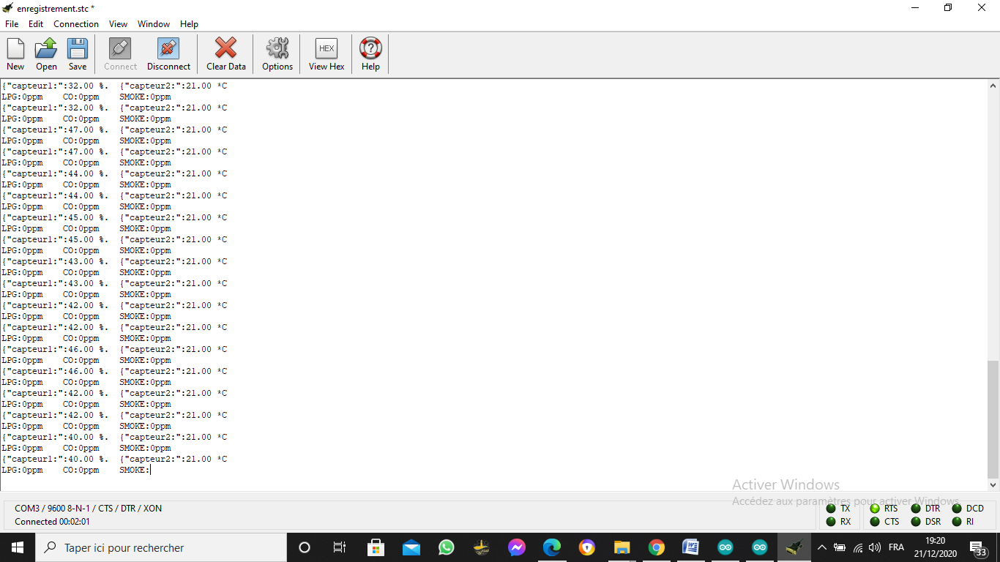 enregistrement.stc *
File Edit Connection View Window Help
New Open Save Connect Disconnect Clear Data Options HEX View Hex Help
{"capteur1:":32.00 %. {"capteur2:":21.00 *C
LPG:0ppm CO:0ppm SMOKE:0ppm
{"capteur1:":32.00 %. {"capteur2:":21.00 *C
LPG:0ppm CO:0ppm SMOKE:0ppm
{"capteur1:":47.00 %. {"capteur2:":21.00 *C
LPG:0ppm CO:0ppm SMOKE:0ppm
{"capteur1:":47.00 %. {"capteur2:":21.00 *C
LPG:0ppm CO:0ppm SMOKE:0ppm
{"capteur1:":44.00 %. {"capteur2:":21.00 *C
LPG:0ppm CO:0ppm SMOKE:0ppm
{"capteur1:":44.00 %. {"capteur2:":21.00 *C
LPG:0ppm CO:0ppm SMOKE:0ppm
{"capteur1:":45.00 %. {"capteur2:":21.00 *C
LPG:0ppm CO:0ppm SMOKE:0ppm
{"capteur1:":45.00 %. {"capteur2:":21.00 *C
LPG:0ppm CO:0ppm SMOKE:0ppm
{"capteur1:":43.00 %. {"capteur2:":21.00 *C
LPG:0ppm CO:0ppm SMOKE:0ppm
{"capteur1:":43.00 %. {"capteur2:":21.00 *C
LPG:0ppm CO:0ppm SMOKE:0ppm
{"capteur1:":42.00 %. {"capteur2:":21.00 *C
LPG:0ppm CO:0ppm SMOKE:0ppm
{"capteur1:":42.00 %. {"capteur2:":21.00 *C
LPG:0ppm CO:0ppm SMOKE:0ppm
{"capteur1:":46.00 %. {"capteur2:":21.00 *C
LPG:0ppm CO:0ppm SMOKE:0ppm
{"capteur1:":46.00 %. {"capteur2:":21.00 *C
LPG:0ppm CO:0ppm SMOKE:0ppm
{"capteur1:":42.00 %. {"capteur2:":21.00 *C
LPG:0ppm CO:0ppm SMOKE:0ppm
{"capteur1:":42.00 %. {"capteur2:":21.00 *C
LPG:0ppm CO:0ppm SMOKE:0ppm
{"capteur1:":40.00 %. {"capteur2:":21.00 *C
LPG:0ppm CO:0ppm SMOKE:0ppm
{"capteur1:":40.00 %. {"capteur2:":21.00 *C
LPG:0ppm CO:0ppm SMOKE:
Activer Windows
Accédez aux paramètres pour activer Windows.
COM3 / 9600 8-N-1 / CTS / DTR / XON
Connected 00:02:01
TX RTS DTR DCD
RX CTS DSR RI
Taper ici pour rechercher
FRA
19:20
21/12/2020
33